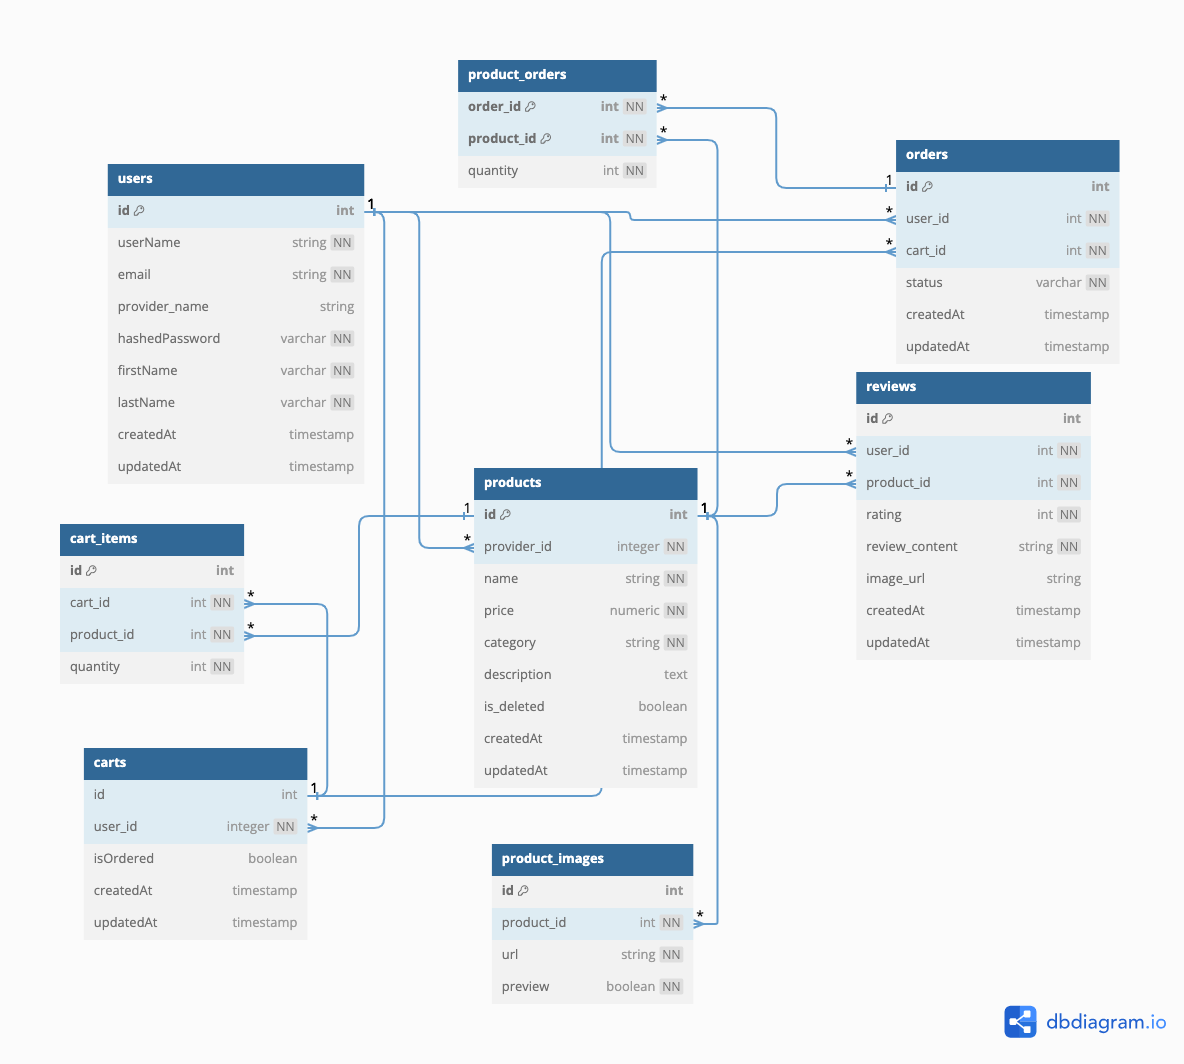 product_orders
order_id int NN *
product_id int NN *
quantity int NN
users
id int 1
userName string NN
email string NN
provider_name string
hashedPassword varchar NN
firstName varchar NN
lastName varchar NN
createdAt timestamp
updatedAt timestamp
orders
1 id int
* user_id int NN
* cart_id int NN
status varchar NN
createdAt timestamp
updatedAt timestamp
reviews
id int
* user_id int NN
* product_id int NN
rating int NN
review_content string NN
image_url string
createdAt timestamp
updatedAt timestamp
products
1 id int 1
* provider_id integer NN
name string NN
price numeric NN
category string NN
description text
is_deleted boolean
createdAt timestamp
updatedAt timestamp
cart_items
id int
cart_id int NN *
product_id int NN *
quantity int NN
carts
id int 1
user_id integer NN *
isOrdered boolean
createdAt timestamp
updatedAt timestamp
product_images
id int
product_id int NN *
url string NN
preview boolean NN
dbdiagram.io